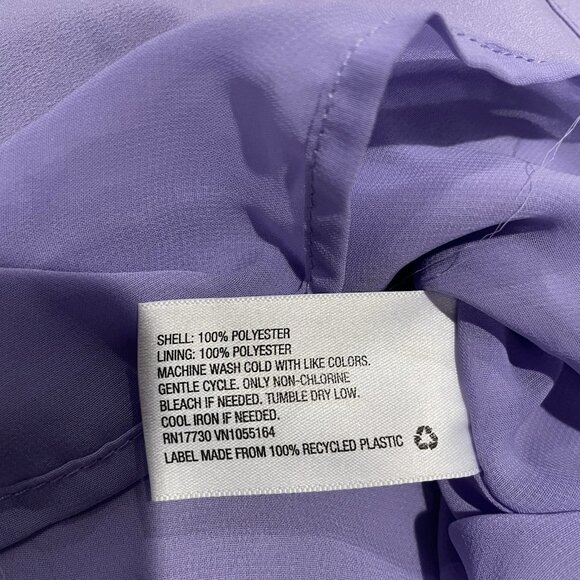 SHELL: 100% POLYESTER
LINING: 100% POLYESTER
MACHINE WASH COLD WITH LIKE COLORS.
GENTLE CYCLE. ONLY NON-CHLORINE
BLEACH IF NEEDED. TUMBLE DRY LOW.
COOL IRON IF NEEDED.
RN17730 VN1055164
LABEL MADE FROM 100% RECYCLED PLASTIC